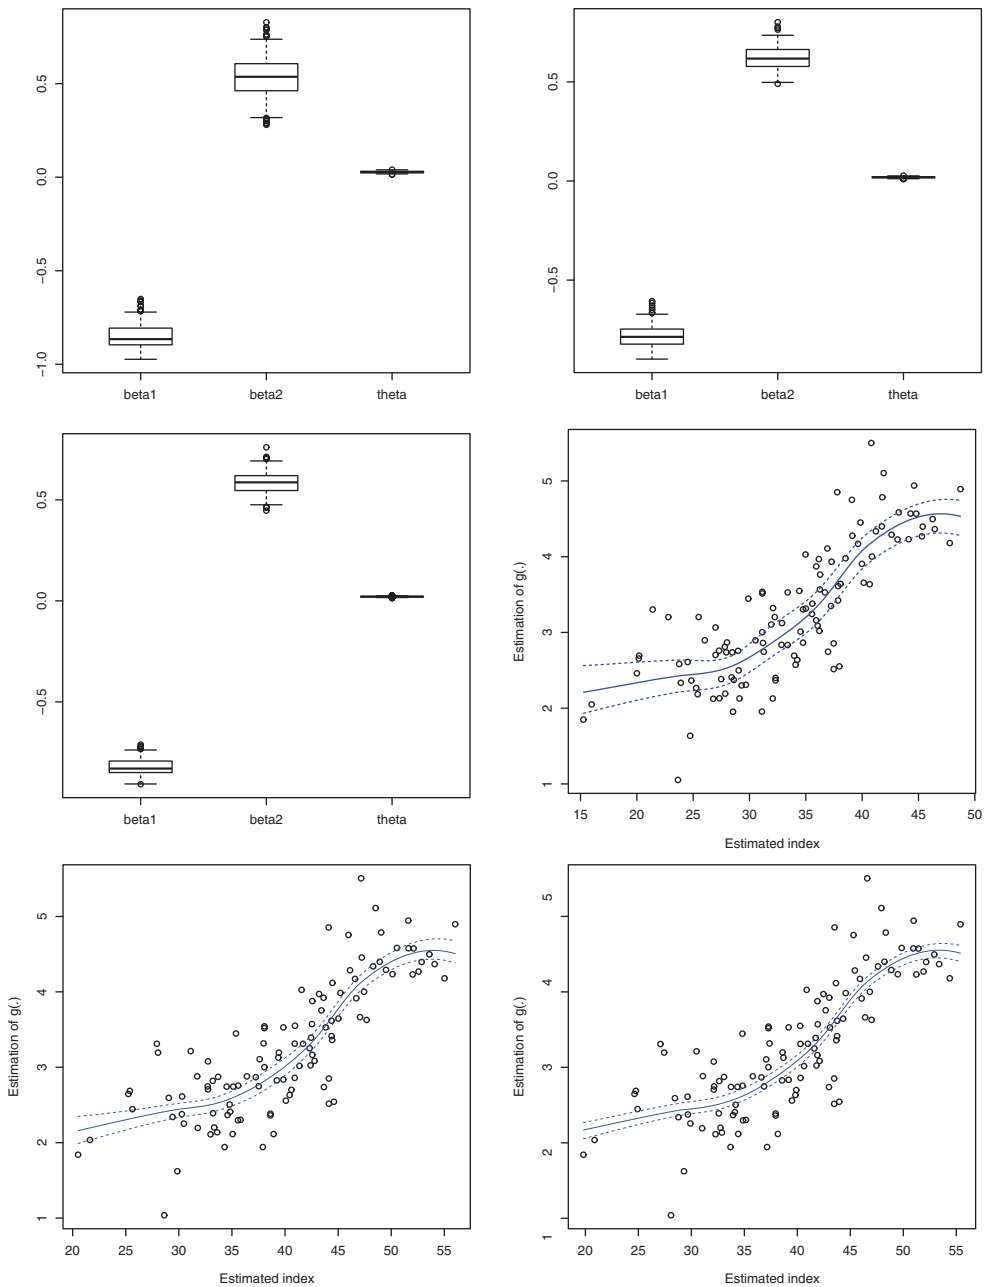 0.5
0.0
−0.5
−1.0
beta1 beta2 theta
0.5
0.0
−0.5
beta1 beta2 theta
0.5
0.0
−0.5
beta1 beta2 theta
Estimation of g(.)
5
4
3
2
1
15 20 25 30 35 40 45 50
Estimated index
Estimation of g(.)
5
4
3
2
1
20 25 30 35 40 45 50 55
Estimated index
Estimation of g(.)
5
4
3
2
1
20 25 30 35 40 45 50 55
Estimated index